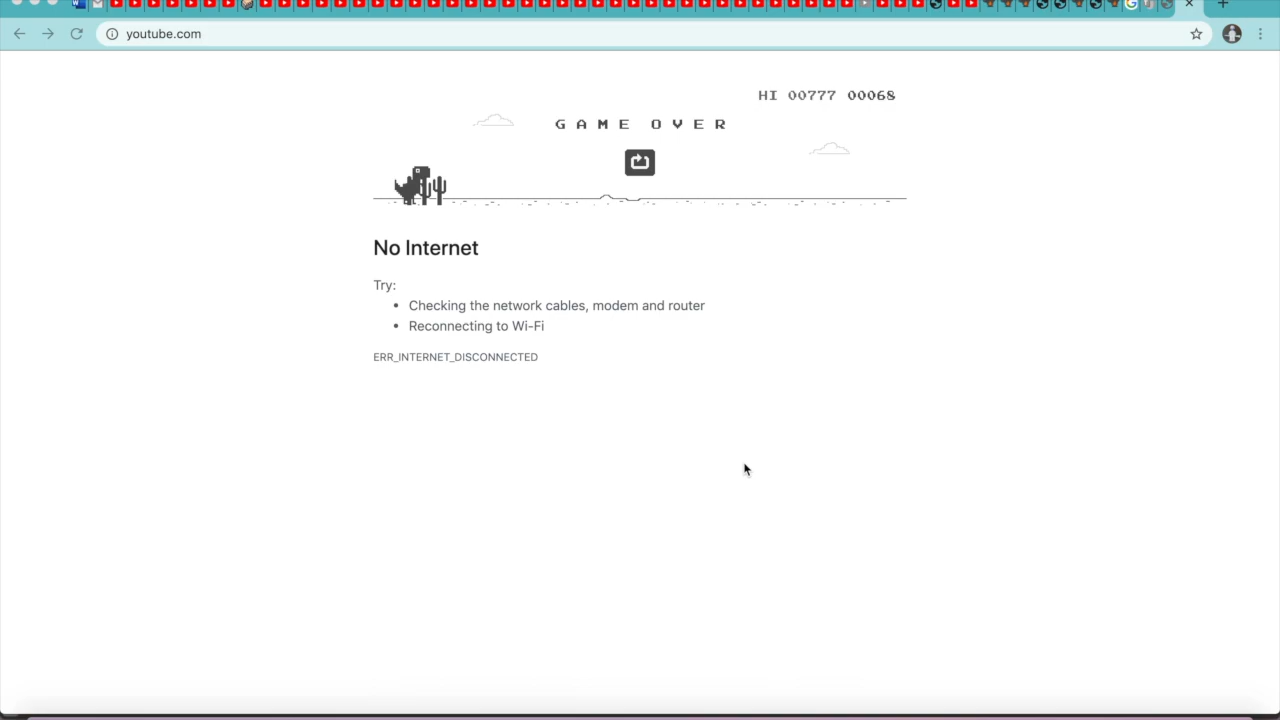 youtube.com
HI 00777 00068
GAME OVER
No Internet
Try:
• Checking the network cables, modem and router
• Reconnecting to Wi-Fi
ERR_INTERNET_DISCONNECTED